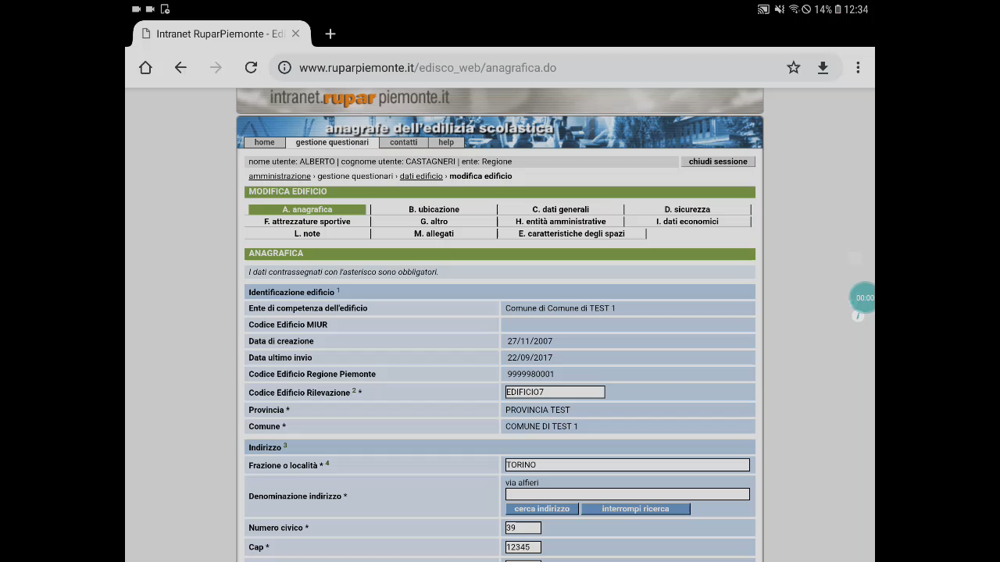 14% 12:34
Intranet RuparPiemonte - Edi
www.ruparpiemonte.it/edisco_web/anagrafica.do
intranet.rupar piemonte.it
anagrafe dell'edilizia scolastica
home gestione questionari contatti help
nome utente: ALBERTO | cognome utente: CASTAGNERI | ente: Regione chiudi sessione
amministrazione › gestione questionari › dati edificio › modifica edificio
MODIFICA EDIFICIO
A. anagrafica B. ubicazione C. dati generali D. sicurezza
F. attrezzature sportive G. altro H. entità amministrative I. dati economici
L. note M. allegati E. caratteristiche degli spazi
ANAGRAFICA
I dati contrassegnati con l'asterisco sono obbligatori.
Identificazione edificio 1
Ente di competenza dell'edificio Comune di Comune di TEST 1
Codice Edificio MIUR
Data di creazione 27/11/2007
Data ultimo invio 22/09/2017
Codice Edificio Regione Piemonte 9999980001
Codice Edificio Rilevazione 2 * EDIFICIO7
Provincia * PROVINCIA TEST
Comune * COMUNE DI TEST 1
Indirizzo 3
Frazione o località * 4 TORINO
via alfieri
Denominazione indirizzo *
cerca indirizzo interrompi ricerca
Numero civico * 39
Cap * 12345
00:00